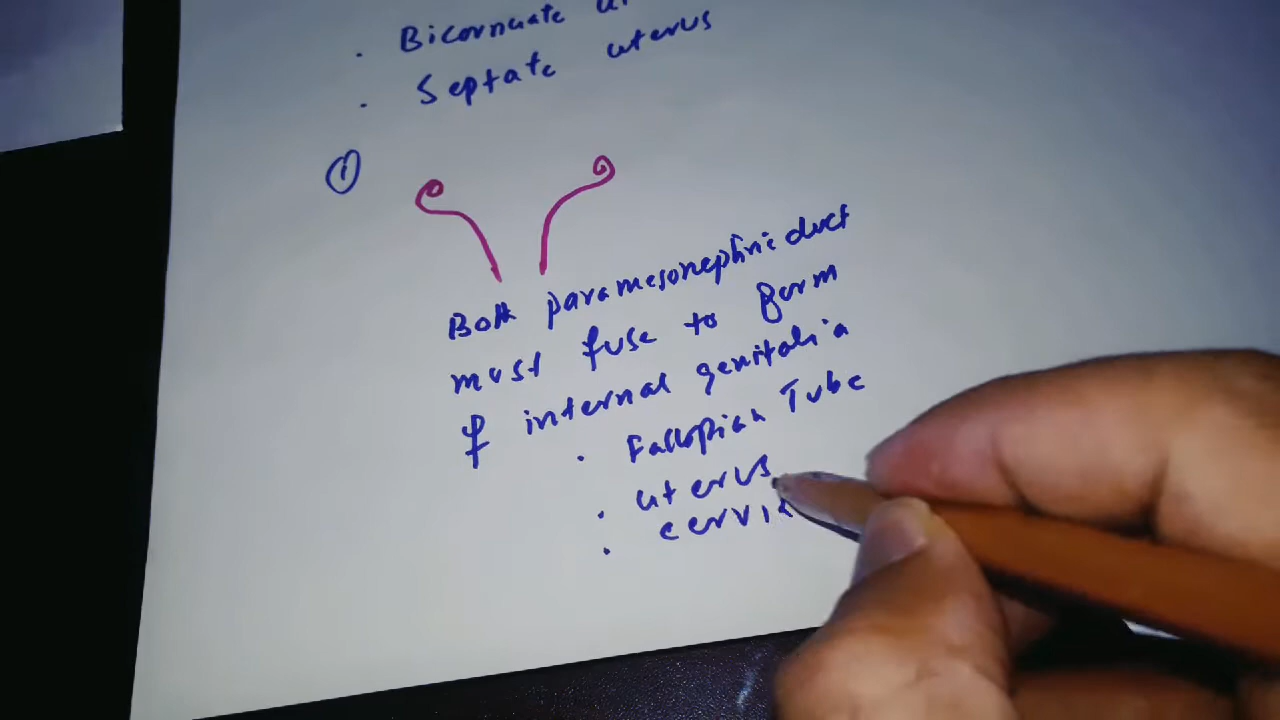 . Bicornuate
. Septate uterus
①
Both paramesonephric duct
must fuse to form
♀ internal genitalia
. Fallopian Tube
. uterus
. cervix